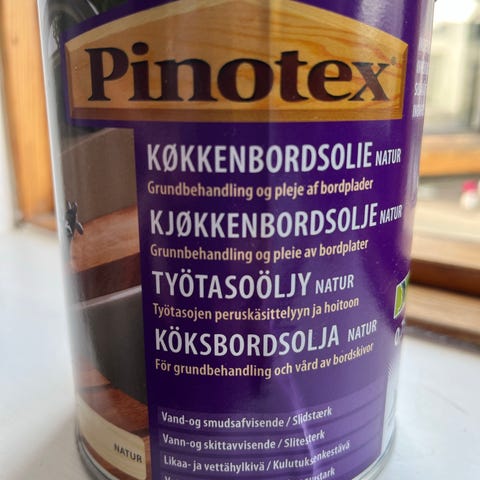 Pinotex®
KØKKENBORDSOLIE NATUR
Grundbehandling og pleje af bordplader
KJØKKENBORDSOLJE NATUR
Grunnbehandling og pleie av bordplater
TYÖTASOÖLJY NATUR
Työtasojen peruskäsittelyyn ja hoitoon
KÖKSBORDSOLJA NATUR
För grundbehandling och vård av bordskivor
Vand-og smudsafvisende / Slidstærk
Vann-og skittavvisende / Slitesterk
Likaa- ja vettähylkivä / Kulutuksenkestävä
NATUR